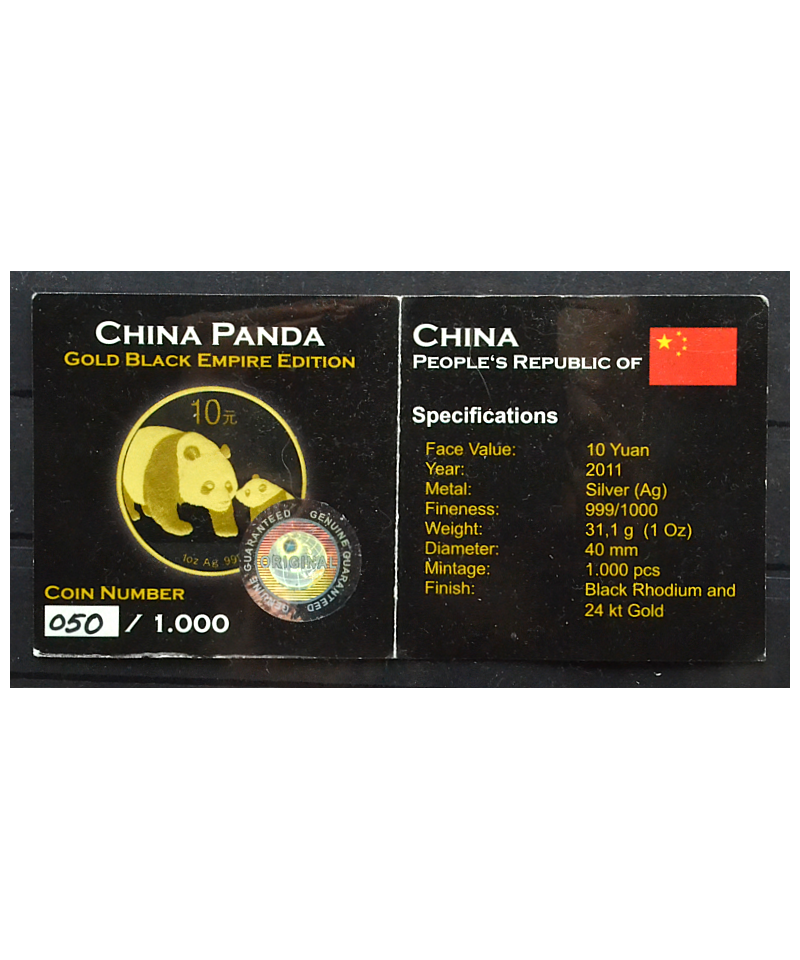 CHINA PANDA
GOLD BLACK EMPIRE EDITION
10元
1oz Ag .999
GENUINE GUARANTEED GENUINE GUARANTEED
ORIGINAL
COIN NUMBER
050 / 1.000
CHINA
PEOPLE'S REPUBLIC OF
Specifications
Face Value: 10 Yuan
Year: 2011
Metal: Silver (Ag)
Fineness: 999/1000
Weight: 31,1 g (1 Oz)
Diameter: 40 mm
Mintage: 1.000 pcs
Finish: Black Rhodium and
24 kt Gold